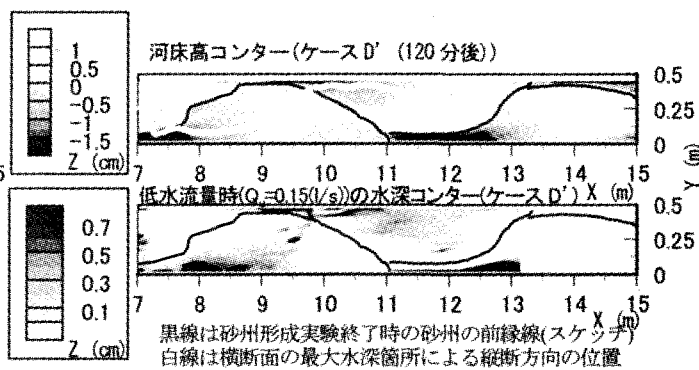 河床高コンター(ケースD' (120分後))
1
0.5
0
-0.5
-1
-1.5
Z (cm)
0.5
0.25
0
Y (m)
7 8 9 10 11 12 13 14 15
X (m)
低水流量時(Q=0.15(l/s))の水深コンター(ケースD')
0.7
0.5
0.3
0.1
Z (cm)
0.5
0.25
0
7 8 9 10 11 12 13 14 15
X (m)
黒線は砂州形成実験終了時の砂州の前縁線(スケッチ)
白線は横断面の最大水深箇所による縦断方向の位置